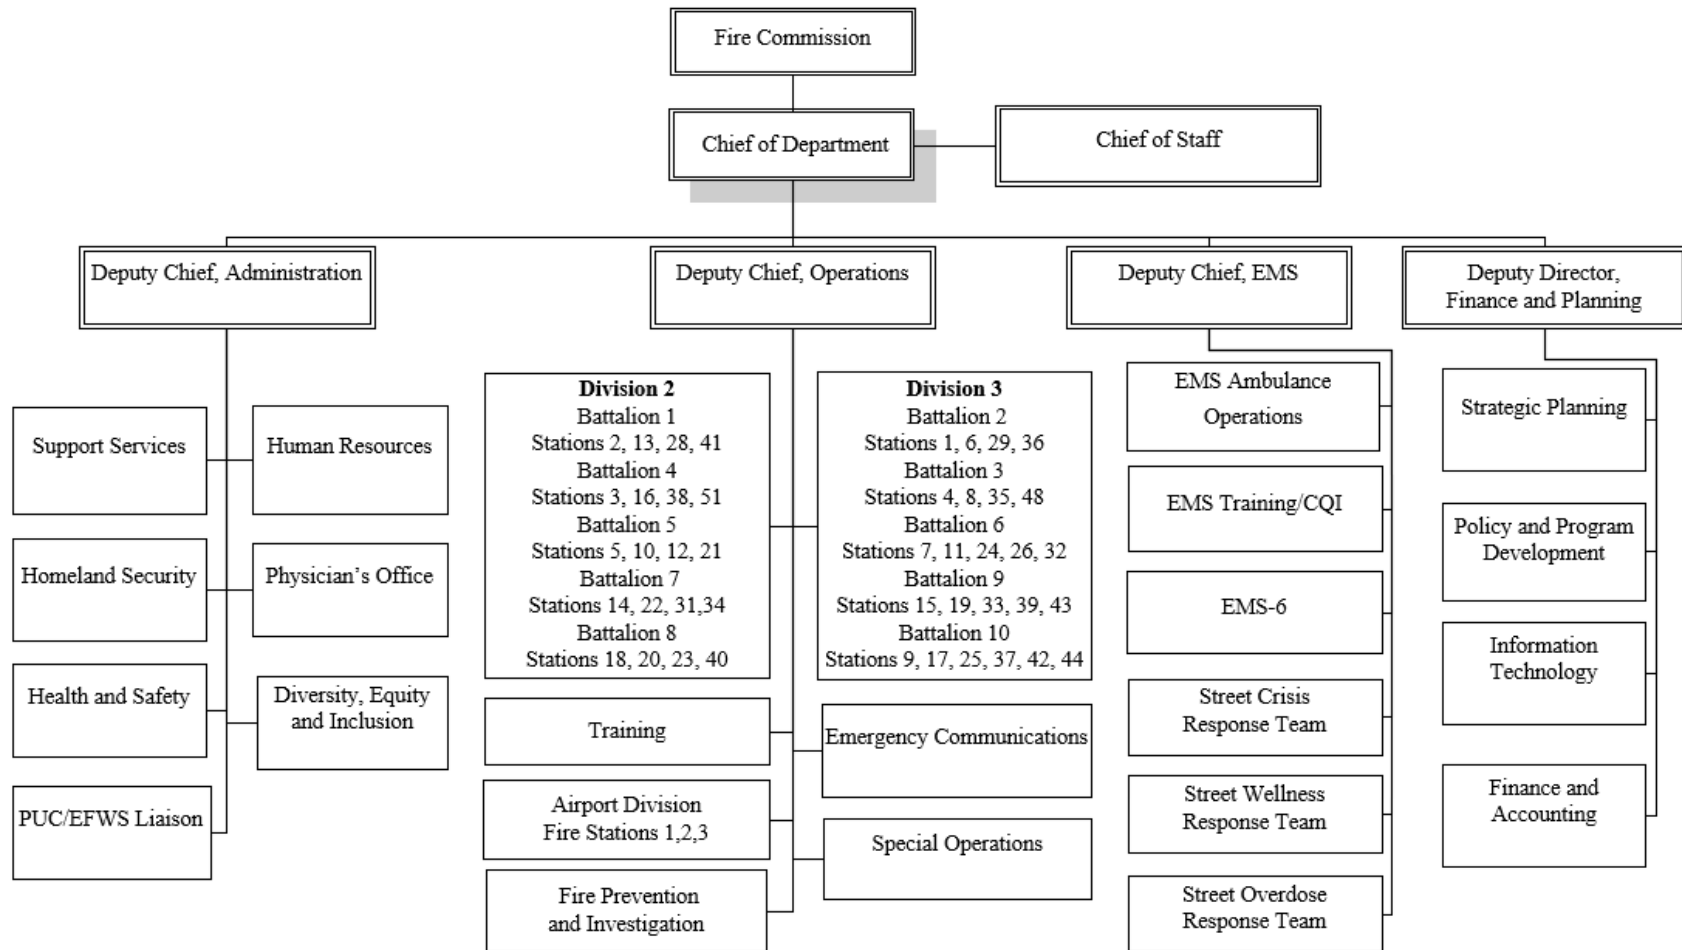 Fire Commission
Chief of Department
Chief of Staff
Deputy Chief, Administration
Deputy Chief, Operations
Deputy Chief, EMS
Deputy Director,
Finance and Planning
Support Services
Human Resources
Homeland Security
Physician’s Office
Health and Safety
Diversity, Equity
and Inclusion
PUC/EFWS Liaison
Division 2
Battalion 1
Stations 2, 13, 28, 41
Battalion 4
Stations 3, 16, 38, 51
Battalion 5
Stations 5, 10, 12, 21
Battalion 7
Stations 14, 22, 31,34
Battalion 8
Stations 18, 20, 23, 40
Division 3
Battalion 2
Stations 1, 6, 29, 36
Battalion 3
Stations 4, 8, 35, 48
Battalion 6
Stations 7, 11, 24, 26, 32
Battalion 9
Stations 15, 19, 33, 39, 43
Battalion 10
Stations 9, 17, 25, 37, 42, 44
Training
Emergency Communications
Airport Division
Fire Stations 1,2,3
Special Operations
Fire Prevention
and Investigation
EMS Ambulance
Operations
EMS Training/CQI
EMS-6
Street Crisis
Response Team
Street Wellness
Response Team
Street Overdose
Response Team
Strategic Planning
Policy and Program
Development
Information
Technology
Finance and
Accounting